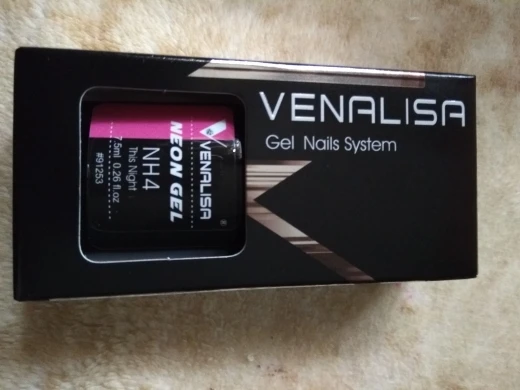 VENALISA
Gel Nails System
VENALISA
NEON GEL
NH4
This Night
7.5ml 0.26 fl.oz
#91253